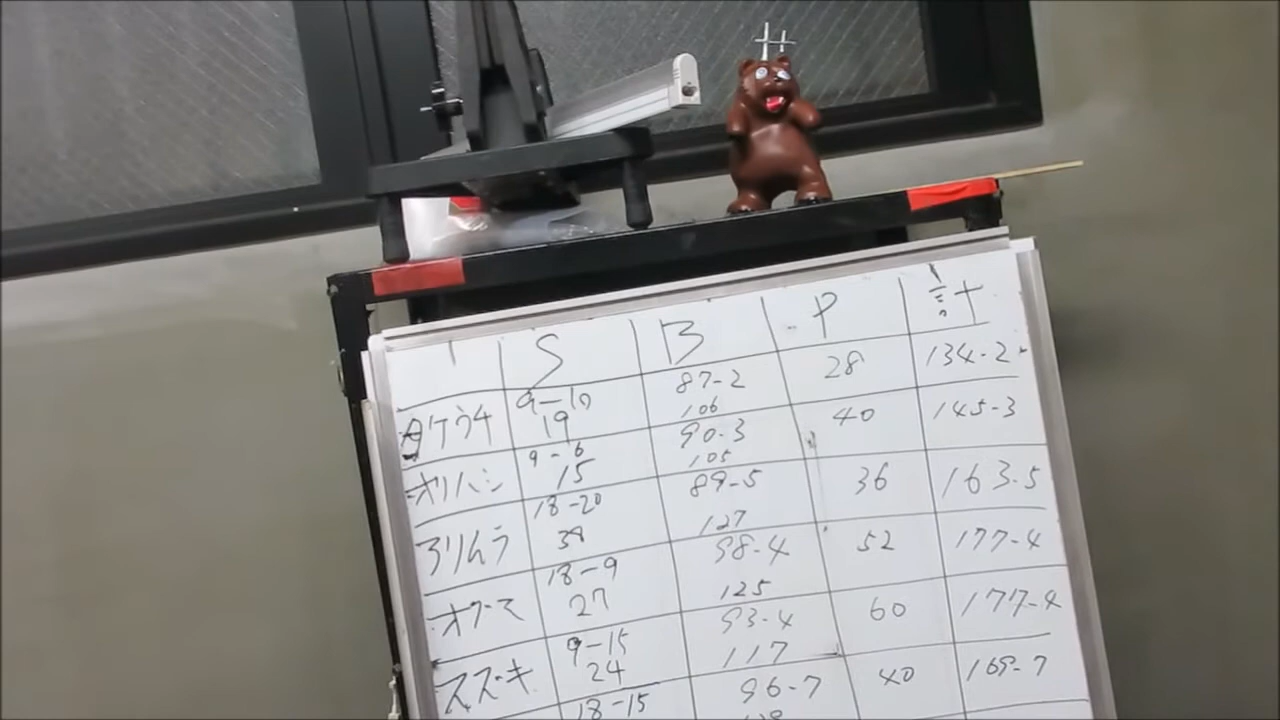 S B P 計
タケウチ 9-10 87-2 28 134-2
19 106
オリハシ 9-6 90-3 40 145-3
15 105
アリムラ 18-20 89-5 36 163-5
38 127
オクーマ 18-9 98-4 52 177-4
27 125
スズーキ 9-15 93-4 60 177-4
24 117
18-15 96-7 40 169-7